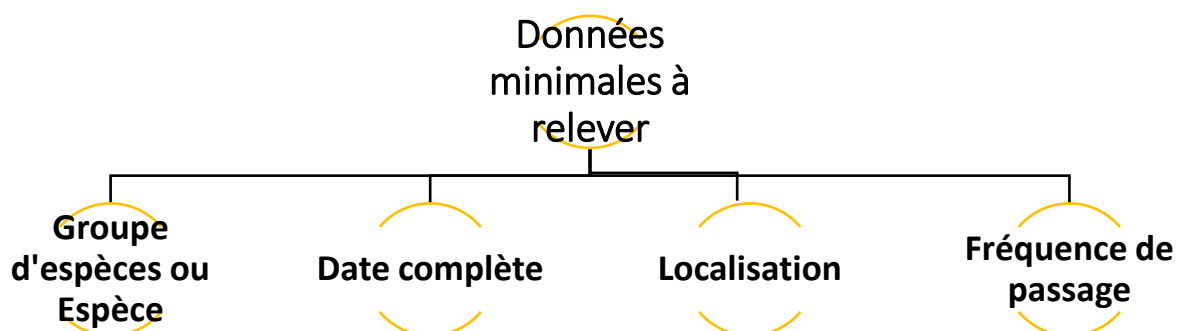 Données
minimales à
relever
Groupe
d'espèces ou
Espèce
Date complète
Localisation
Fréquence de
passage